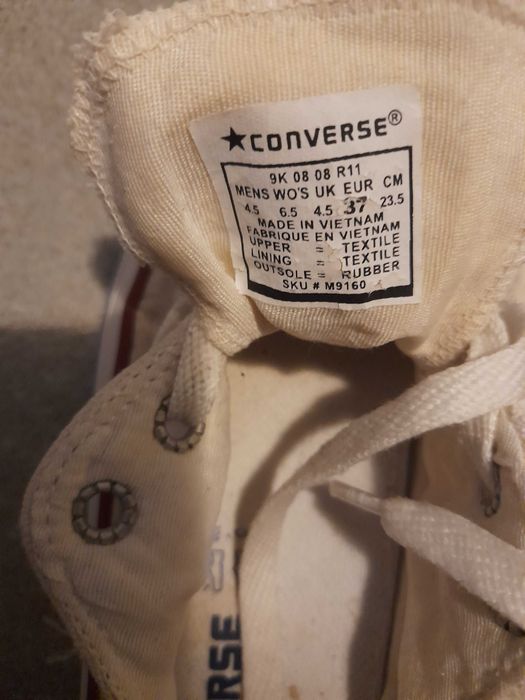 ★CONVERSE®
9K 08 08 R11
MENS WO'S UK EUR CM
4.5 6.5 4.5 37 23.5
MADE IN VIETNAM
FABRIQUE EN VIETNAM
UPPER = TEXTILE
LINING = TEXTILE
OUTSOLE = RUBBER
SKU # M9160
RSE